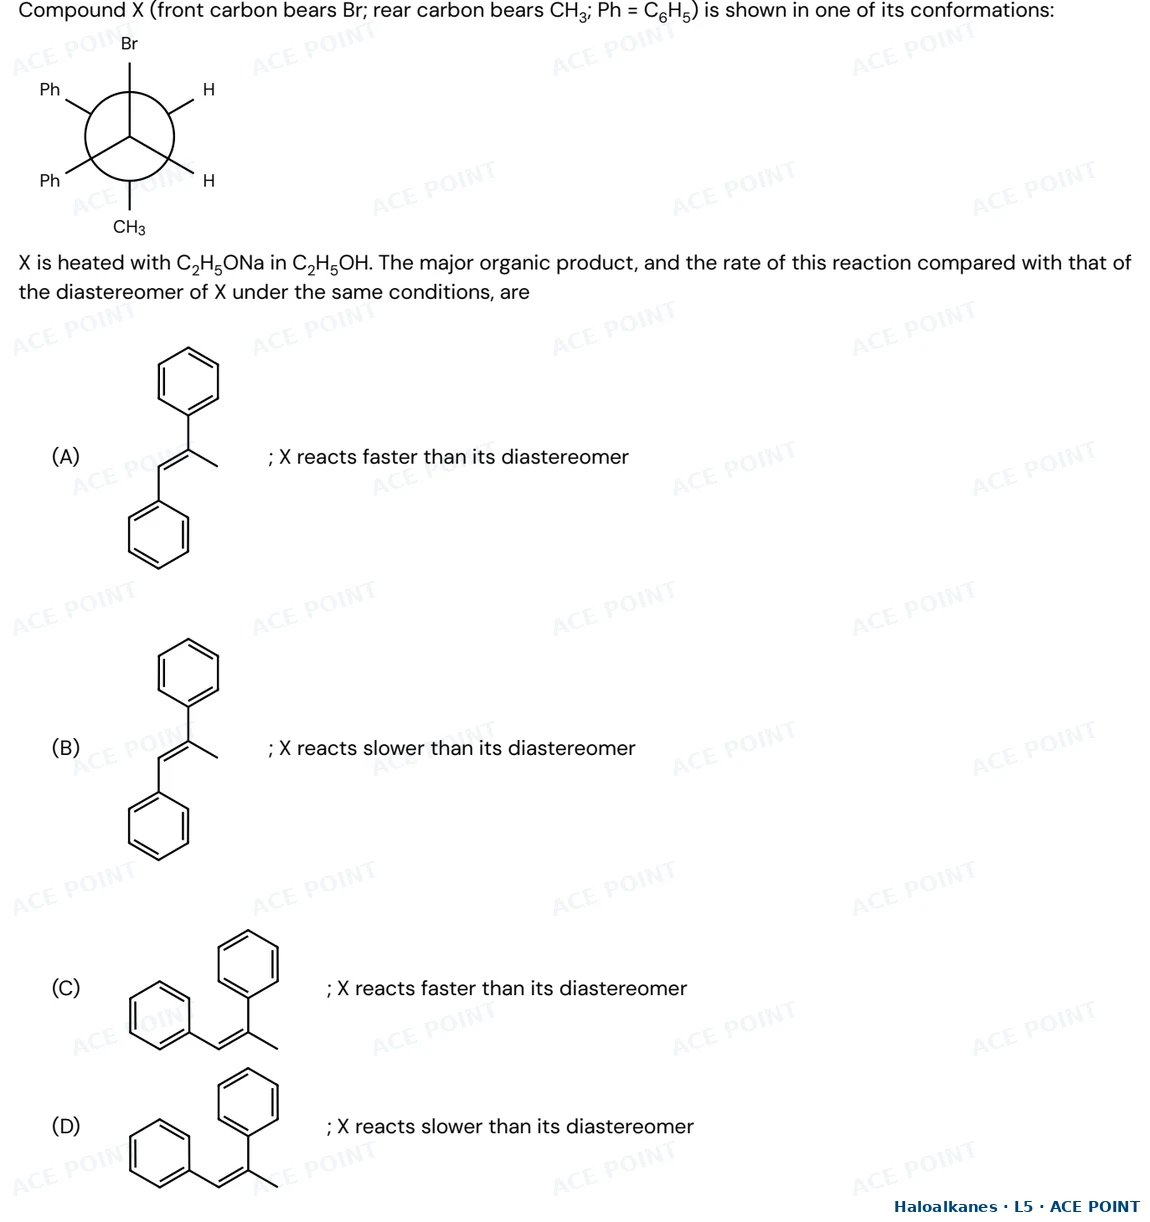 Compound X (front carbon bears Br; rear carbon bears CH₃; Ph = C₆H₅) is shown in one of its conformations:
Br
Ph
H
Ph
H
CH₃
X is heated with C₂H₅ONa in C₂H₅OH. The major organic product, and the rate of this reaction compared with that of
the diastereomer of X under the same conditions, are
(A) ; X reacts faster than its diastereomer
(B) ; X reacts slower than its diastereomer
(C) ; X reacts faster than its diastereomer
(D) ; X reacts slower than its diastereomer
Haloalkanes · L5 · ACE POINT
ACE POINT